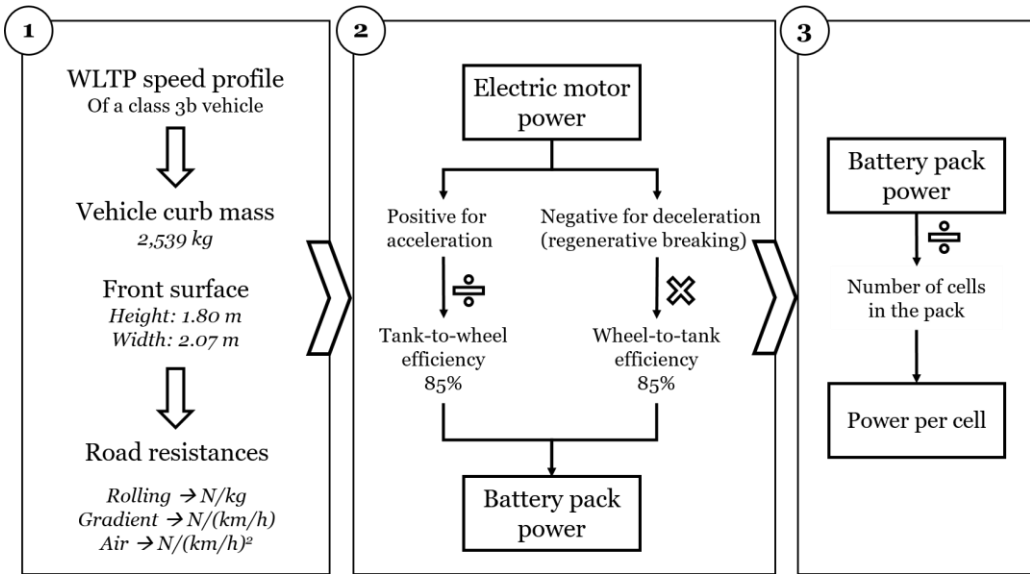 1
WLTP speed profile
Of a class 3b vehicle
Vehicle curb mass
2,539 kg
Front surface
Height: 1.80 m
Width: 2.07 m
Road resistances
Rolling → N/kg
Gradient → N/(km/h)
Air → N/(km/h)²
2
Electric motor
power
Positive for
acceleration
Negative for deceleration
(regenerative breaking)
Tank-to-wheel
efficiency
85%
Wheel-to-tank
efficiency
85%
Battery pack
power
3
Battery pack
power
Number of cells
in the pack
Power per cell